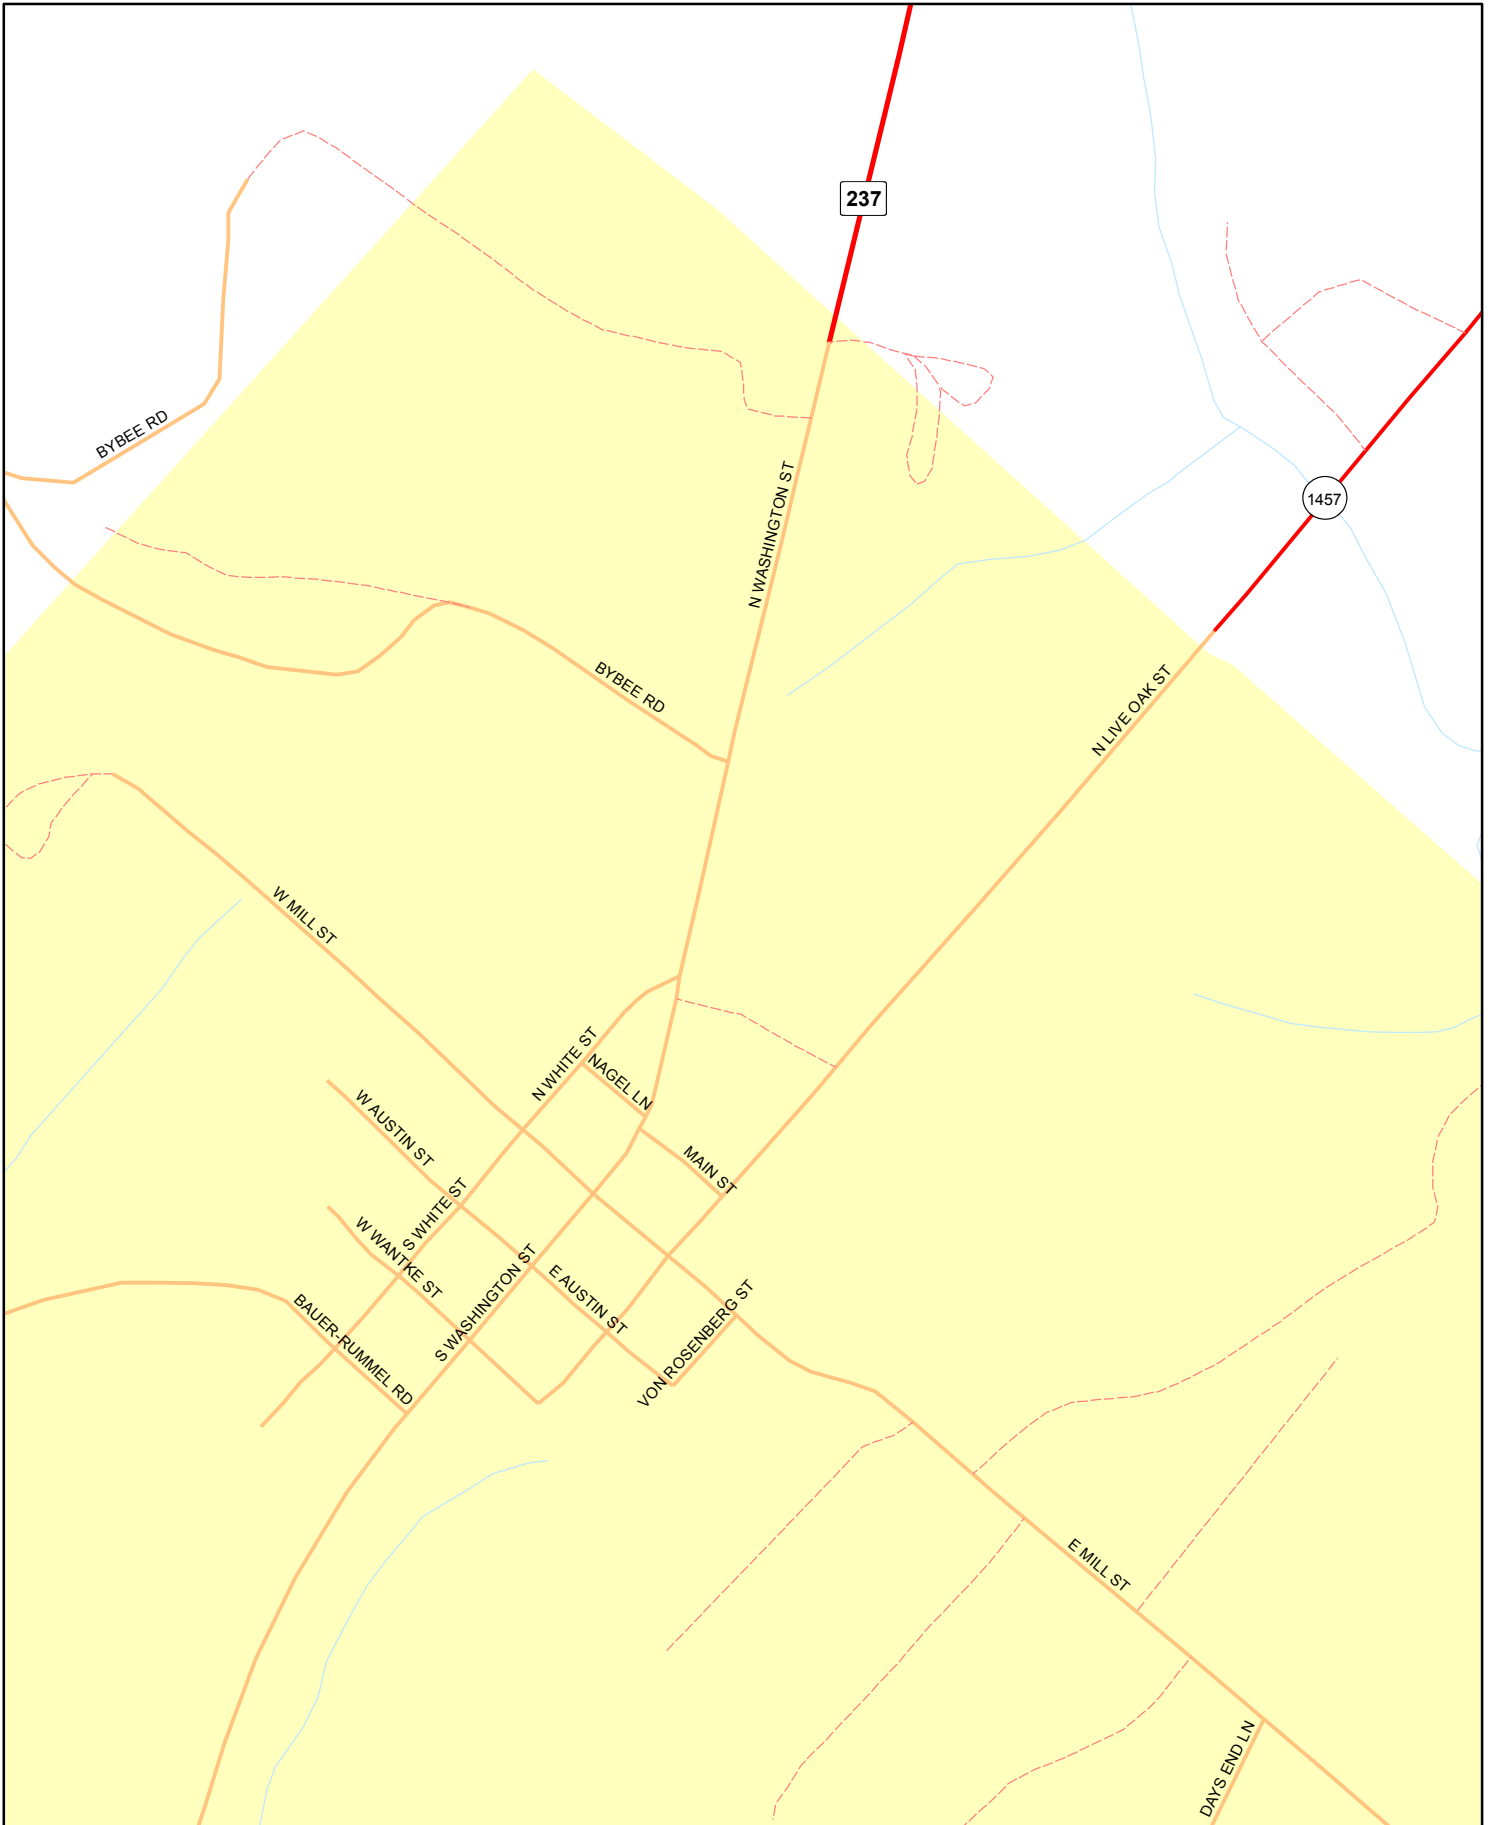 237
BYBEE RD
N WASHINGTON ST
1457
BYBEE RD
N LIVE OAK ST
W MILL ST
N WHITE ST
NAGEL LN
W AUSTIN ST
MAIN ST
S WHITE ST
W WANTKE ST
S WASHINGTON ST
E AUSTIN ST
VON ROSENBERG ST
BAUER-RUMMEL RD
E MILL ST
DAYS END LN